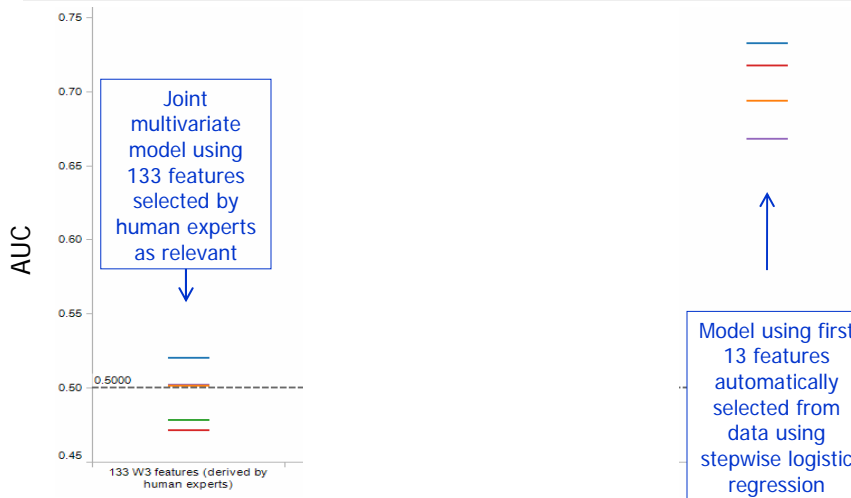 0.75
0.70
0.65
0.60
0.55
0.50
0.45
AUC
Joint
multivariate
model using
133 features
selected by
human experts
as relevant
0.5000
133 W3 features (derived by
human experts)
Model using first
13 features
automatically
selected from
data using
stepwise logistic
regression